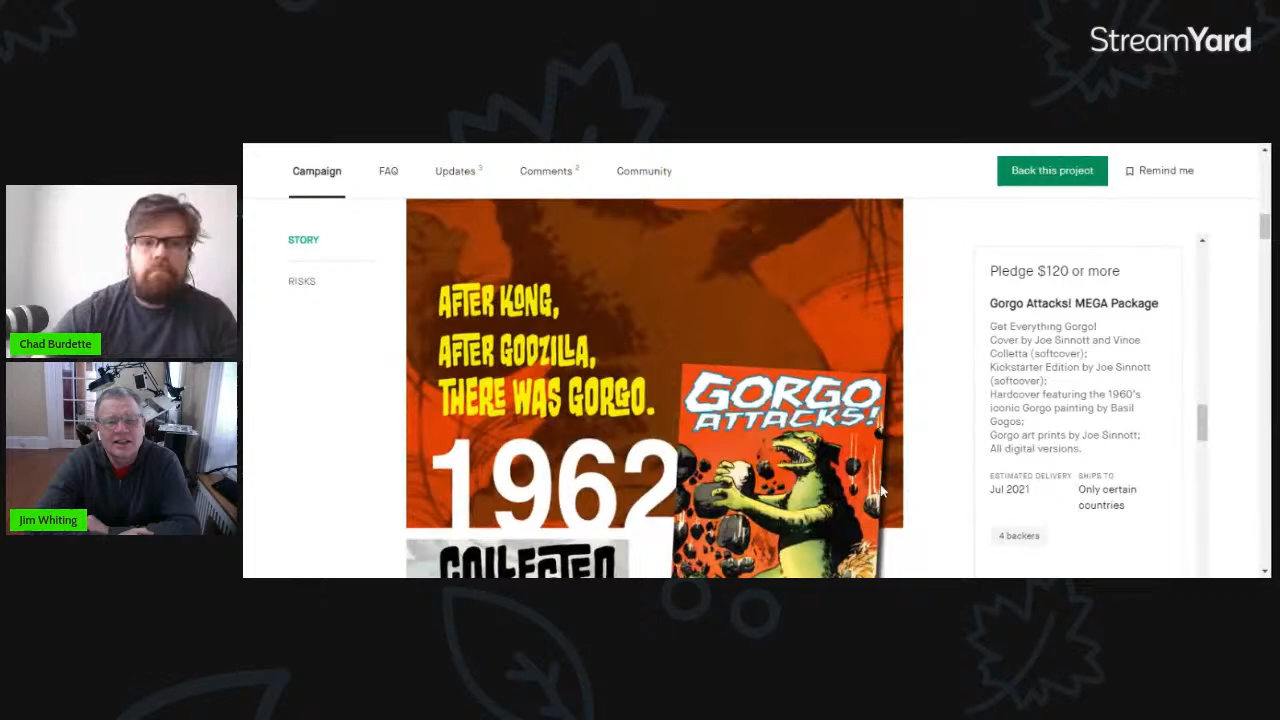 StreamYard
Campaign
FAQ
Updates 3
Comments 2
Community
Back this project
Remind me
STORY
RISKS
AFTER KONG,
AFTER GODZILLA,
THERE WAS GORGO.
1962
COLLECTED
GORGO
ATTACKS!
Pledge $120 or more
Gorgo Attacks! MEGA Package
Get Everything Gorgo!
Cover by Joe Sinnott and Vince
Colletta (softcover);
Kickstarter Edition by Joe Sinnott
(softcover);
Hardcover featuring the 1960's
iconic Gorgo painting by Basil
Gogos;
Gorgo art prints by Joe Sinnott;
All digital versions.
ESTIMATED DELIVERY
Jul 2021
SHIPS TO
Only certain
countries
4 backers
Chad Burdette
Jim Whiting